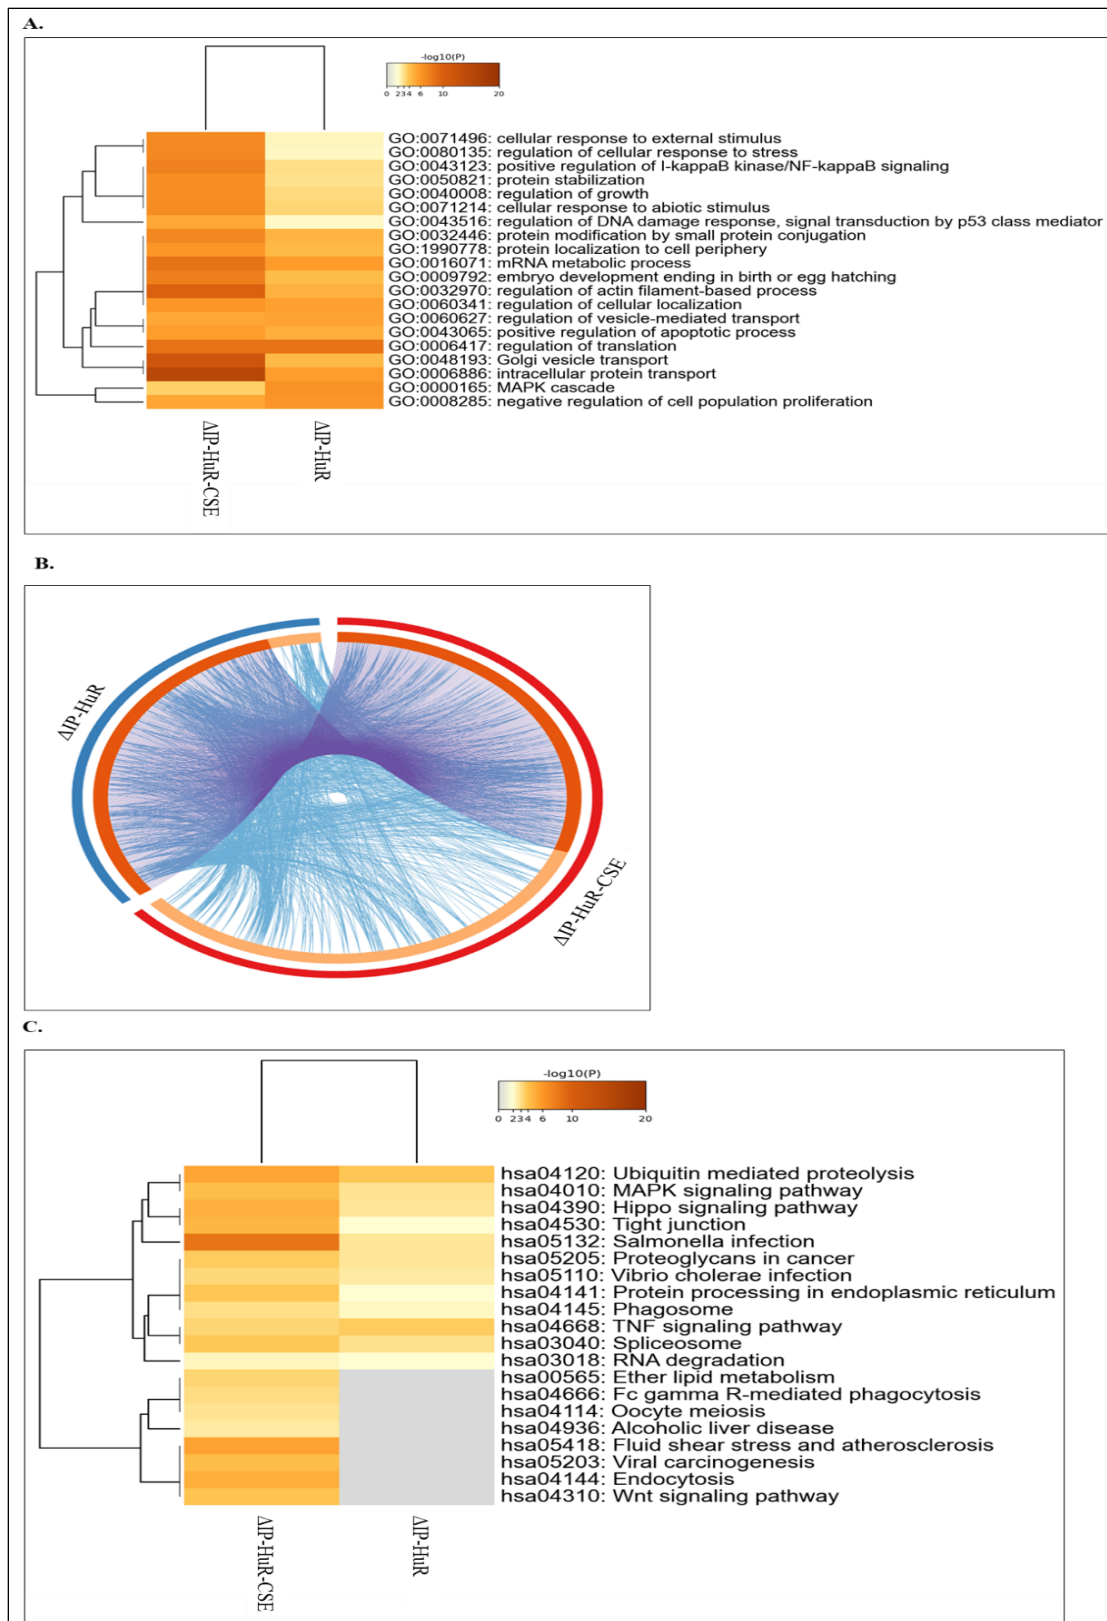 A.
-log10(P)
0 2 3 4 6 10 20
GO:0071496: cellular response to external stimulus
GO:0080135: regulation of cellular response to stress
GO:0043123: positive regulation of I-kappaB kinase/NF-kappaB signaling
GO:0050821: protein stabilization
GO:0040008: regulation of growth
GO:0071214: cellular response to abiotic stimulus
GO:0043516: regulation of DNA damage response, signal transduction by p53 class mediator
GO:0032446: protein modification by small protein conjugation
GO:1990778: protein localization to cell periphery
GO:0016071: mRNA metabolic process
GO:0009792: embryo development ending in birth or egg hatching
GO:0032970: regulation of actin filament-based process
GO:0060341: regulation of cellular localization
GO:0060627: regulation of vesicle-mediated transport
GO:0043065: positive regulation of apoptotic process
GO:0006417: regulation of translation
GO:0048193: Golgi vesicle transport
GO:0006886: intracellular protein transport
GO:0000165: MAPK cascade
GO:0008285: negative regulation of cell population proliferation
ΔIP-HuR-CSE
ΔIP-HuR
B.
ΔIP-HuR
ΔIP-HuR-CSE
C.
-log10(P)
0 2 3 4 6 10 20
hsa04120: Ubiquitin mediated proteolysis
hsa04010: MAPK signaling pathway
hsa04390: Hippo signaling pathway
hsa04530: Tight junction
hsa05132: Salmonella infection
hsa05205: Proteoglycans in cancer
hsa05110: Vibrio cholerae infection
hsa04141: Protein processing in endoplasmic reticulum
hsa04145: Phagosome
hsa04668: TNF signaling pathway
hsa03040: Spliceosome
hsa03018: RNA degradation
hsa00565: Ether lipid metabolism
hsa04666: Fc gamma R-mediated phagocytosis
hsa04114: Oocyte meiosis
hsa04936: Alcoholic liver disease
hsa05418: Fluid shear stress and atherosclerosis
hsa05203: Viral carcinogenesis
hsa04144: Endocytosis
hsa04310: Wnt signaling pathway
ΔIP-HuR-CSE
ΔIP-HuR